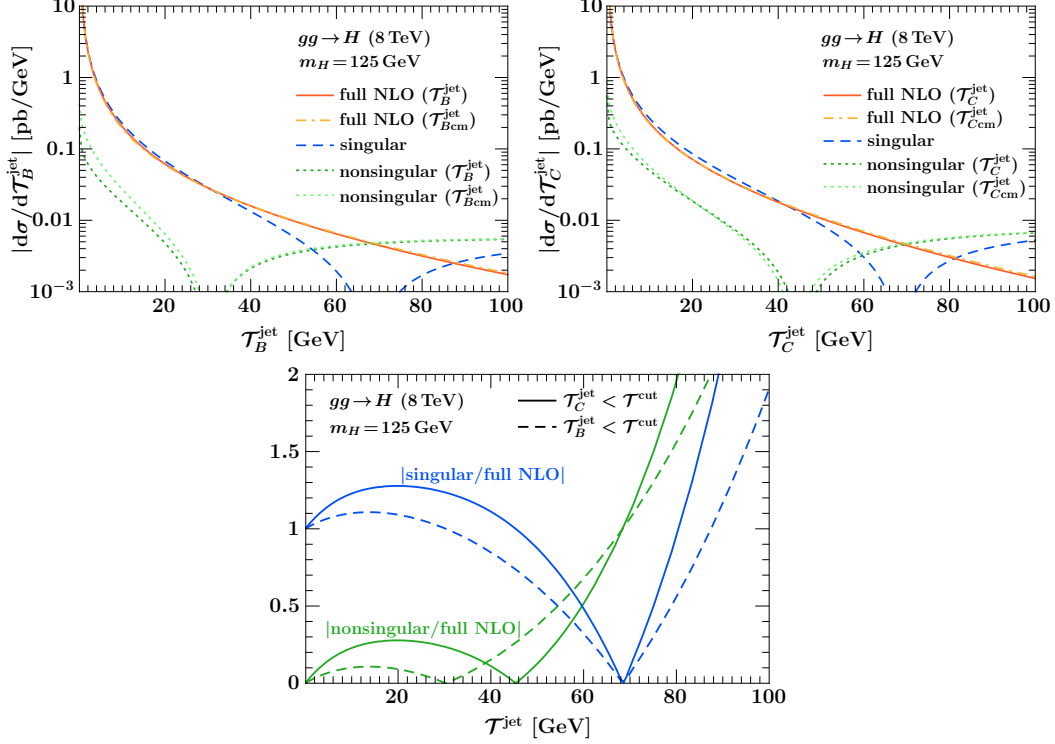 |dσ/d𝒯_B^jet| [pb/GeV]
10
1
0.1
0.01
10⁻³
gg→H (8 TeV)
m_H=125 GeV
full NLO (𝒯_B^jet)
full NLO (𝒯_Bcm^jet)
singular
nonsingular (𝒯_B^jet)
nonsingular (𝒯_Bcm^jet)
20 40 60 80 100
𝒯_B^jet [GeV]
|dσ/d𝒯_C^jet| [pb/GeV]
10
1
0.1
0.01
10⁻³
gg→H (8 TeV)
m_H=125 GeV
full NLO (𝒯_C^jet)
full NLO (𝒯_Ccm^jet)
singular
nonsingular (𝒯_C^jet)
nonsingular (𝒯_Ccm^jet)
20 40 60 80 100
𝒯_C^jet [GeV]
2
1.5
1
0.5
0
gg→H (8 TeV)
m_H=125 GeV
𝒯_C^jet < 𝒯^cut
𝒯_B^jet < 𝒯^cut
|singular/full NLO|
|nonsingular/full NLO|
20 40 60 80 100
𝒯^jet [GeV]